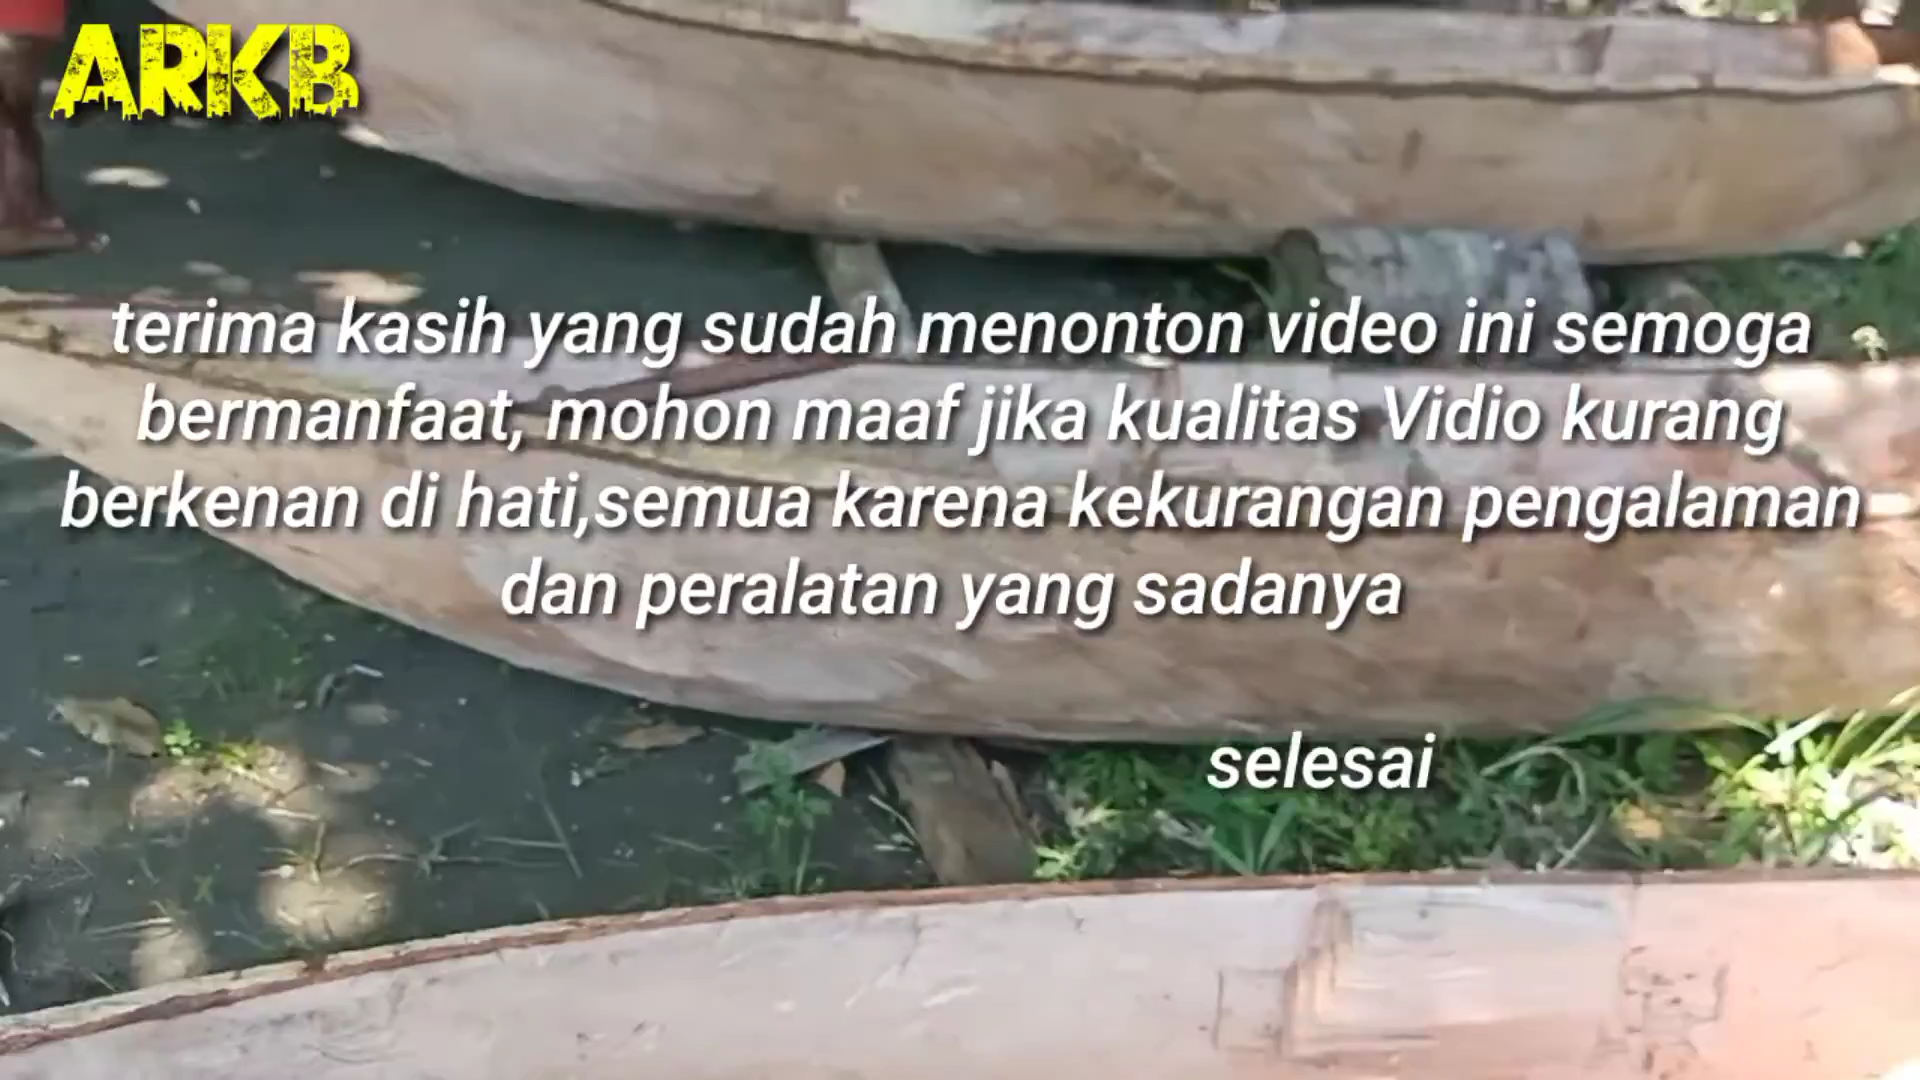 ARKB
terima kasih yang sudah menonton video ini semoga
bermanfaat, mohon maaf jika kualitas Vidio kurang
berkenan di hati,semua karena kekurangan pengalaman
dan peralatan yang sadanya
selesai